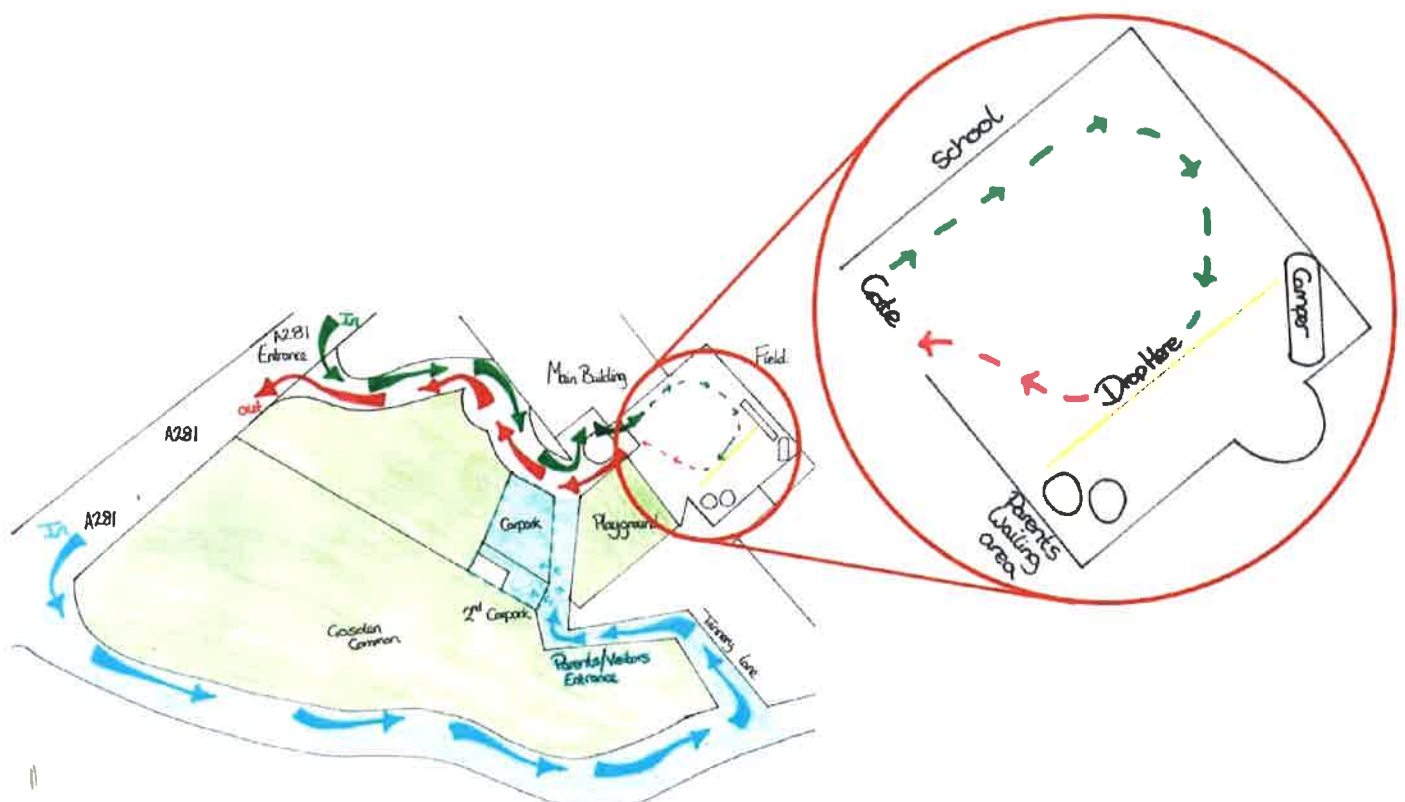 In
A281
Entrance
out
A281
In
A281
Main Building
Field
Carpark
Playground
2nd Carpark
Gosden
Common
Parents/Visitors
Entrance
Tannery Lane
School
Gate
Drop Here
Camper
Parents
Waiting
area